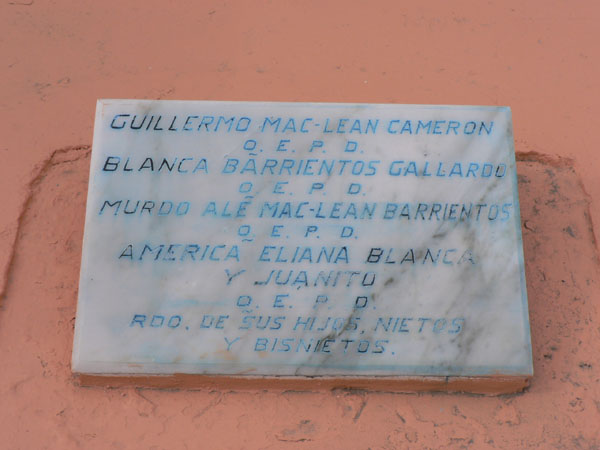 GUILLERMO MAC-LEAN CAMERON
Q. E. P. D.
BLANCA BARRIENTOS GALLARDO
Q. E. P. D.
MURDO ALE MAC-LEAN BARRIENTOS
Q. E. P. D.
AMERICA ELIANA BLANCA
Y JUANITO
Q. E. P. D.
RDO. DE SUS HIJOS, NIETOS
Y BISNIETOS.